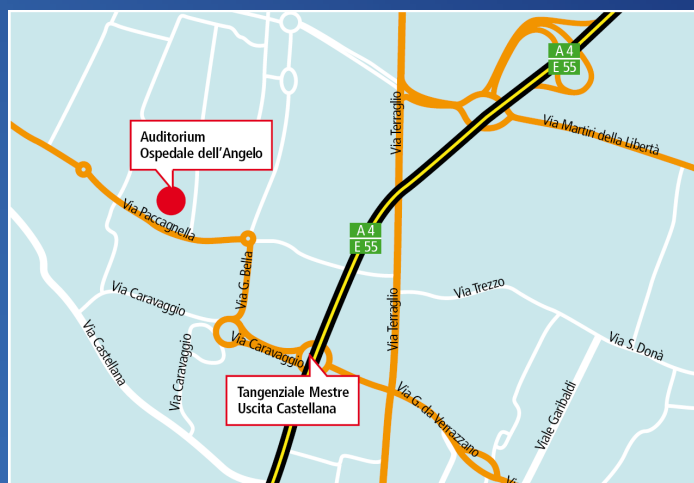 A 4
E 55
Via Terraglio
Via Martiri della Libertà
Auditorium
Ospedale dell'Angelo
Via Paccagnella
A 4
E 55
Via G. Bella
Via Trezzo
Via Caravaggio
Via Terraglio
Via Castellana
Via Caravaggio
Via Caravaggio
Via S. Donà
Tangenziale Mestre
Uscita Castellana
Via G. da Verrazzano
Viale Garibaldi